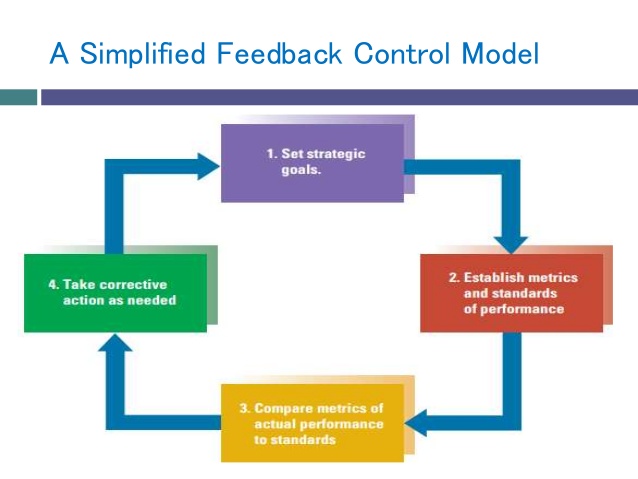 A Simplified Feedback Control Model
1. Set strategic
goals.
2. Establish metrics
and standards
of performance
3. Compare metrics of
actual performance
to standards
4. Take corrective
action as needed